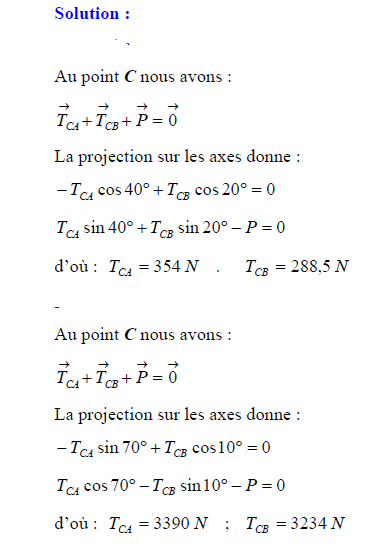 Solution :
Au point C nous avons :
$\vec{T}_{CA} + \vec{T}_{CB} + \vec{P} = \vec{0}$
La projection sur les axes donne :
$-T_{CA} \cos 40° + T_{CB} \cos 20° = 0$
$T_{CA} \sin 40° + T_{CB} \sin 20° - P = 0$
d'où : $T_{CA} = 354\ N$ . $T_{CB} = 288,5\ N$
-
Au point C nous avons :
$\vec{T}_{CA} + \vec{T}_{CB} + \vec{P} = \vec{0}$
La projection sur les axes donne :
$-T_{CA} \sin 70° + T_{CB} \cos 10° = 0$
$T_{CA} \cos 70° - T_{CB} \sin 10° - P = 0$
d'où : $T_{CA} = 3390\ N$ ; $T_{CB} = 3234\ N$